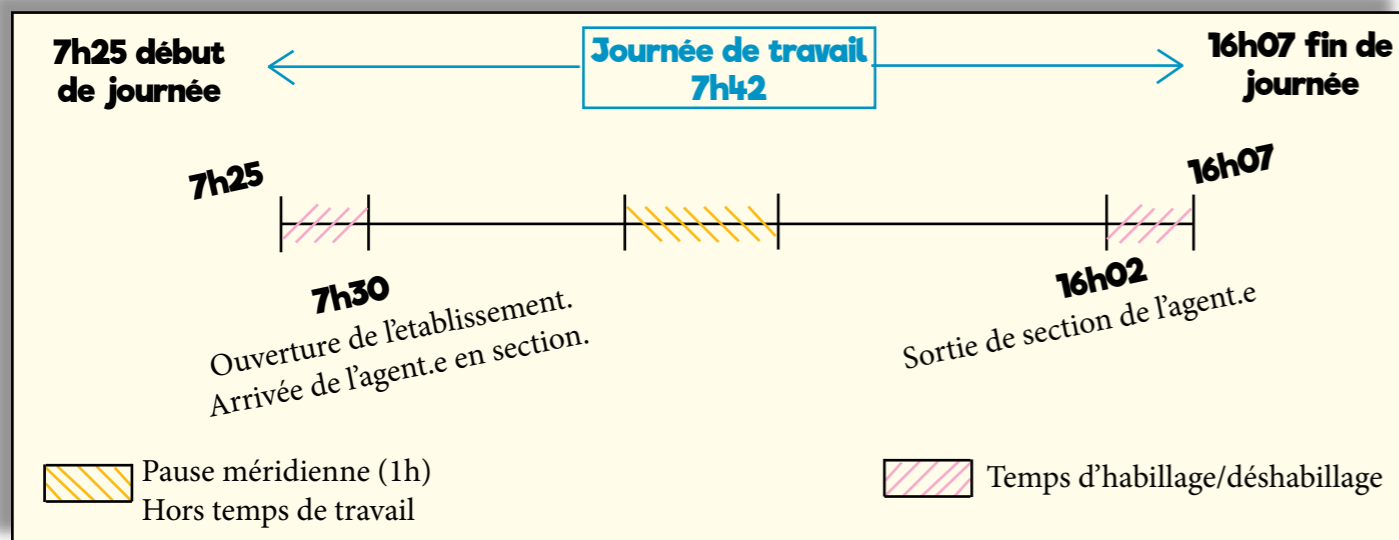 7h25 début
de journée
Journée de travail
7h42
16h07 fin de
journée
7h25
16h07
7h30
Ouverture de l'etablissement.
Arrivée de l'agent.e en section.
16h02
Sortie de section de l'agent.e
Pause méridienne (1h)
Hors temps de travail
Temps d'habillage/déshabillage